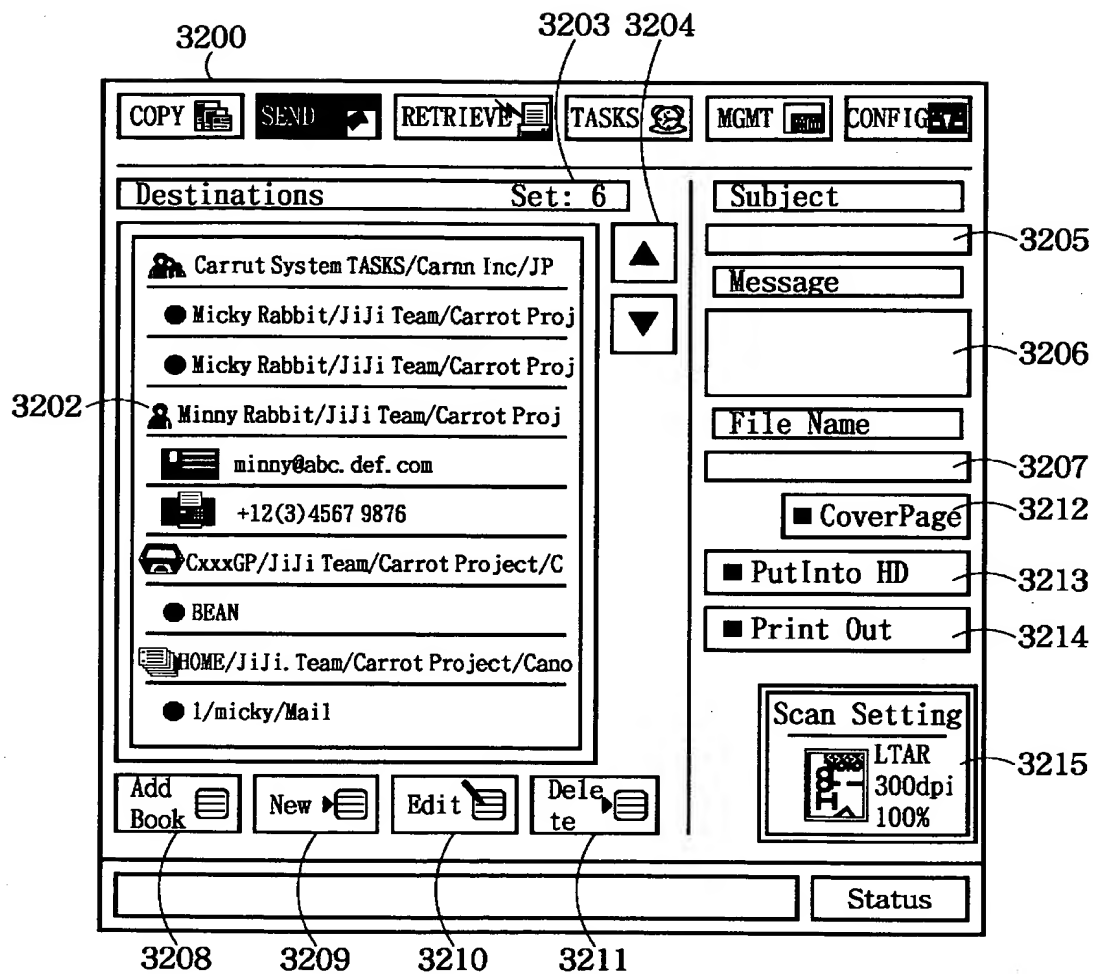 3200 3203 3204
COPY SEND RETRIEVE TASKS MGMT CONFIG
Destinations Set: 6
Subject
3205
Carrut System TASKS/Carnn Inc/JP
Message
Micky Rabbit/JiJi Team/Carrot Proj
Micky Rabbit/JiJi Team/Carrot Proj
3206
3202
Minny Rabbit/JiJi Team/Carrot Proj
File Name
minny@abc.def.com
3207
+12(3)4567 9876
CoverPage
3212
CxxxGP/JiJi Team/Carrot Project/C
PutInto HD
3213
BEAN
Print Out
3214
HOME/JiJi.Team/Carrot Project/Cano
1/micky/Mail
Scan Setting
LTAR
300dpi
100%
3215
Add
Book
New
Edit
Dele
te
Status
3208 3209 3210 3211